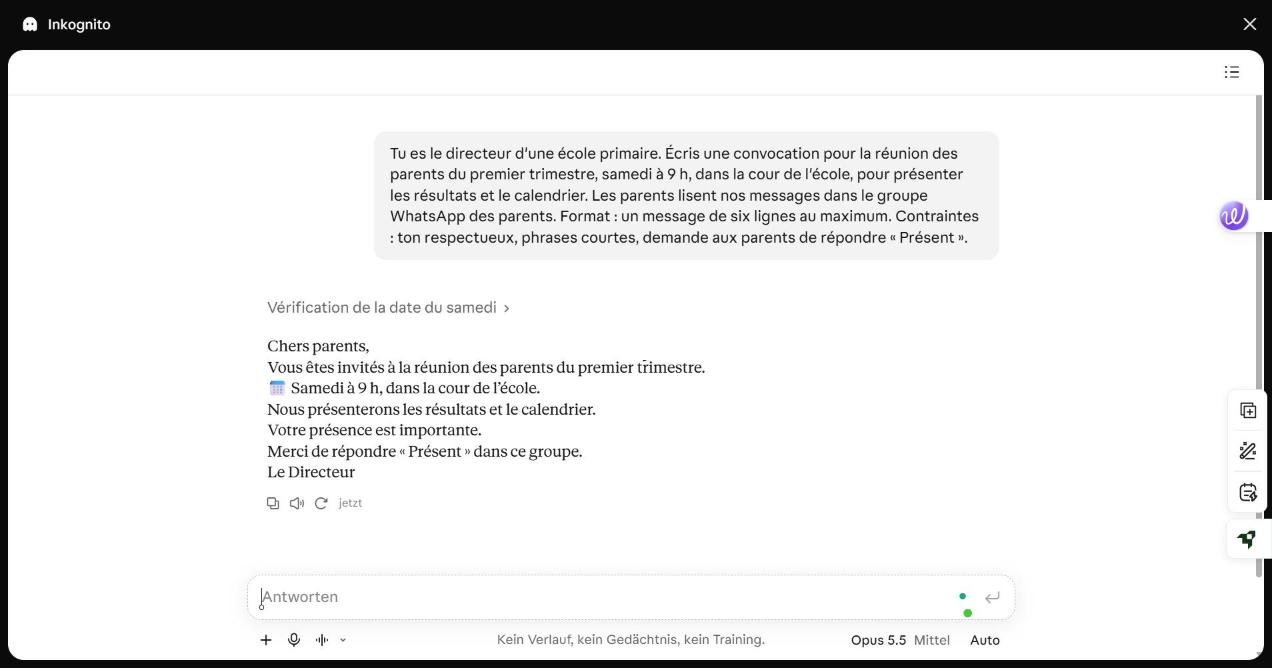 Inkognito
Tu es le directeur d'une école primaire. Écris une convocation pour la réunion des
parents du premier trimestre, samedi à 9 h, dans la cour de l'école, pour présenter
les résultats et le calendrier. Les parents lisent nos messages dans le groupe
WhatsApp des parents. Format : un message de six lignes au maximum. Contraintes
: ton respectueux, phrases courtes, demande aux parents de répondre « Présent ».
Vérification de la date du samedi
Chers parents,
Vous êtes invités à la réunion des parents du premier trimestre.
Samedi à 9 h, dans la cour de l’école.
Nous présenterons les résultats et le calendrier.
Votre présence est importante.
Merci de répondre « Présent » dans ce groupe.
Le Directeur
jetzt
Antworten
Kein Verlauf, kein Gedächtnis, kein Training. Opus 5.5 Mittel Auto